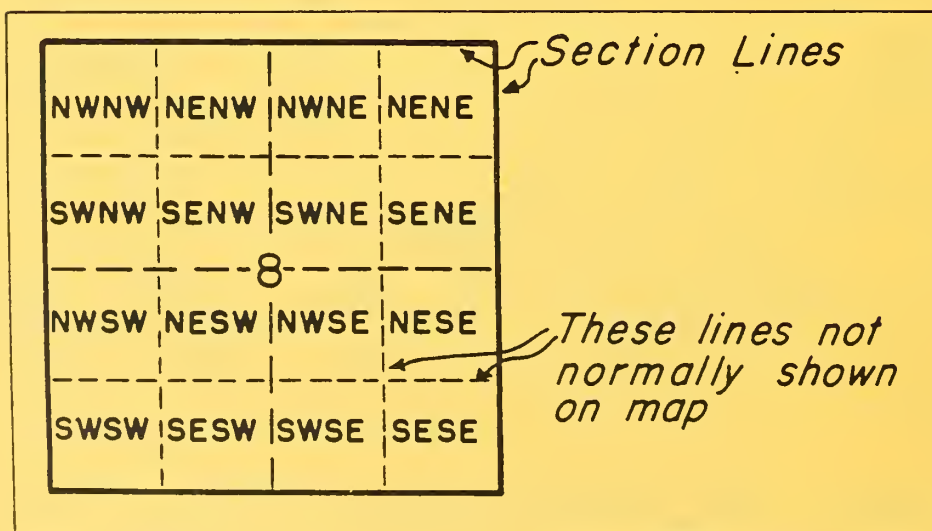 Section Lines
NWNW NENW NWNE NENE
SWNW SENW SWNE SENE
8
NWSW NESW NWSE NESE
These lines not
normally shown
on map
SWSW SESW SWSE SESE